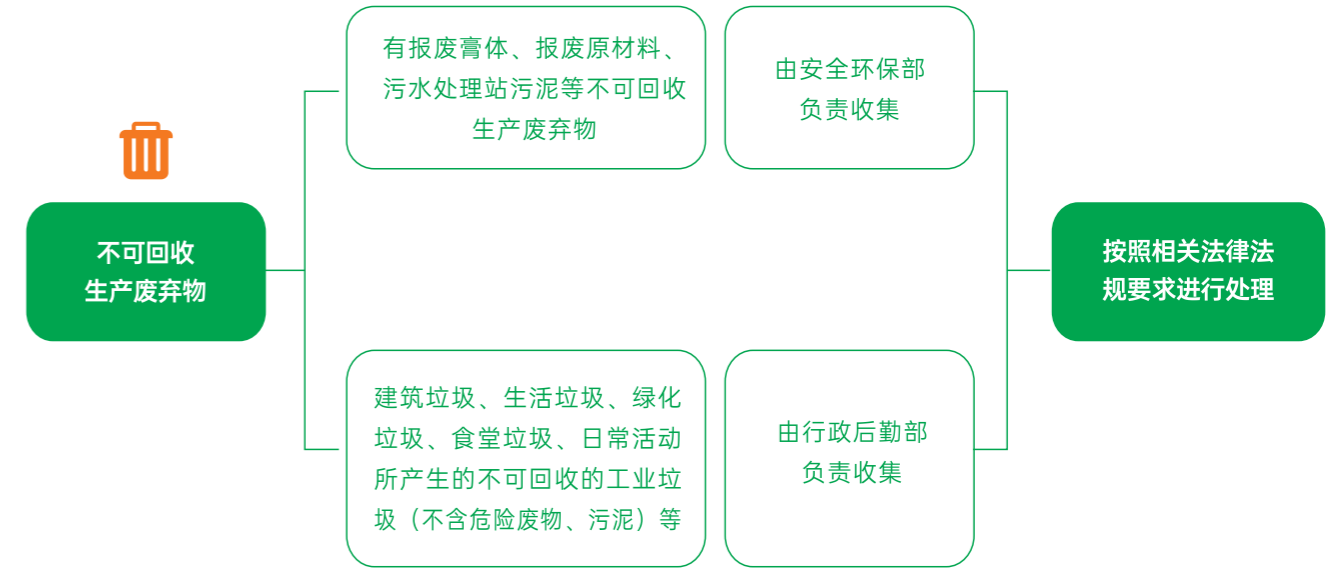 不可回收
生产废弃物
有报废膏体、报废原材料、
污水处理站污泥等不可回收
生产废弃物
由安全环保部
负责收集
建筑垃圾、生活垃圾、绿化
垃圾、食堂垃圾、日常活动
所产生的不可回收的工业垃
圾（不含危险废物、污泥）等
由行政后勤部
负责收集
按照相关法律法
规要求进行处理